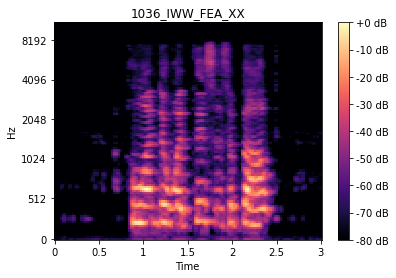 1036_IWW_FEA_XX
+0 dB
8192
-10 dB
4096
-20 dB
-30 dB
2048
Hz
-40 dB
1024
-50 dB
512
-60 dB
-70 dB
0
-80 dB
0 0.5 1 1.5 2 2.5 3
Time